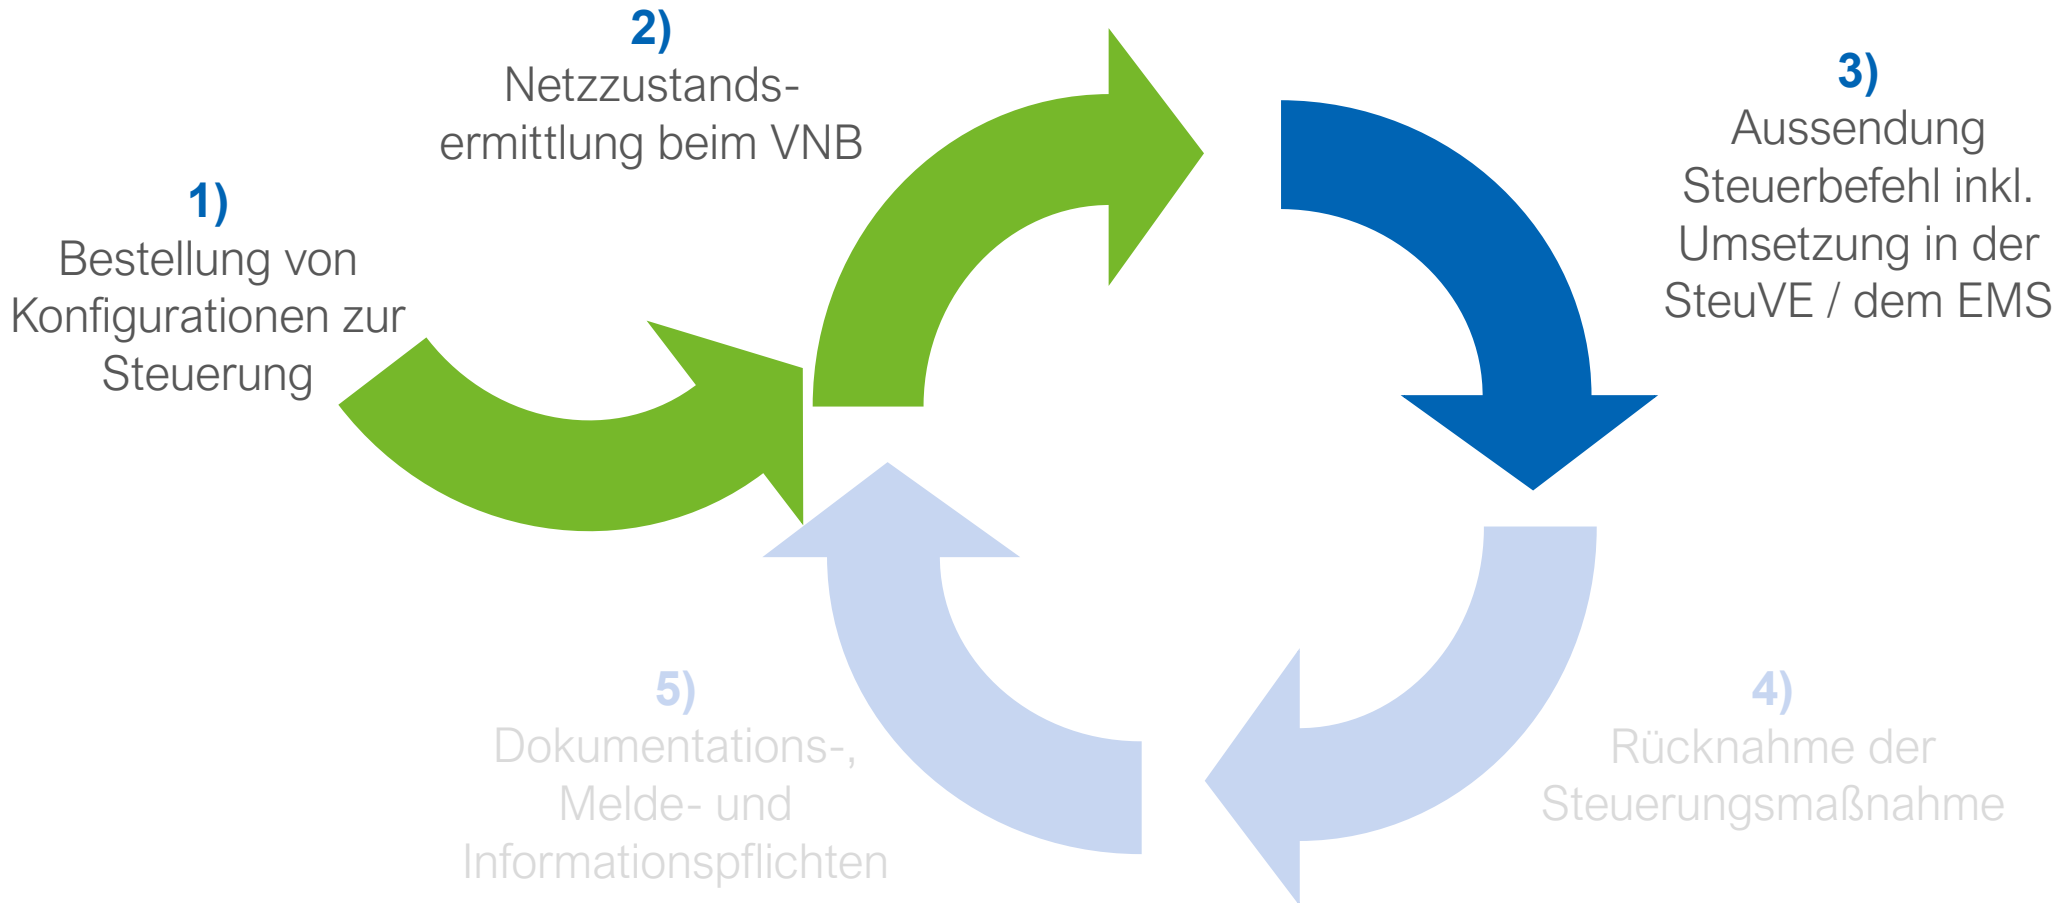 1)
Bestellung von
Konfigurationen zur
Steuerung
2)
Netzzustands-
ermittlung beim VNB
3)
Aussendung
Steuerbefehl inkl.
Umsetzung in der
SteuVE / dem EMS
4)
Rücknahme der
Steuerungsmaßnahme
5)
Dokumentations-,
Melde- und
Informationspflichten